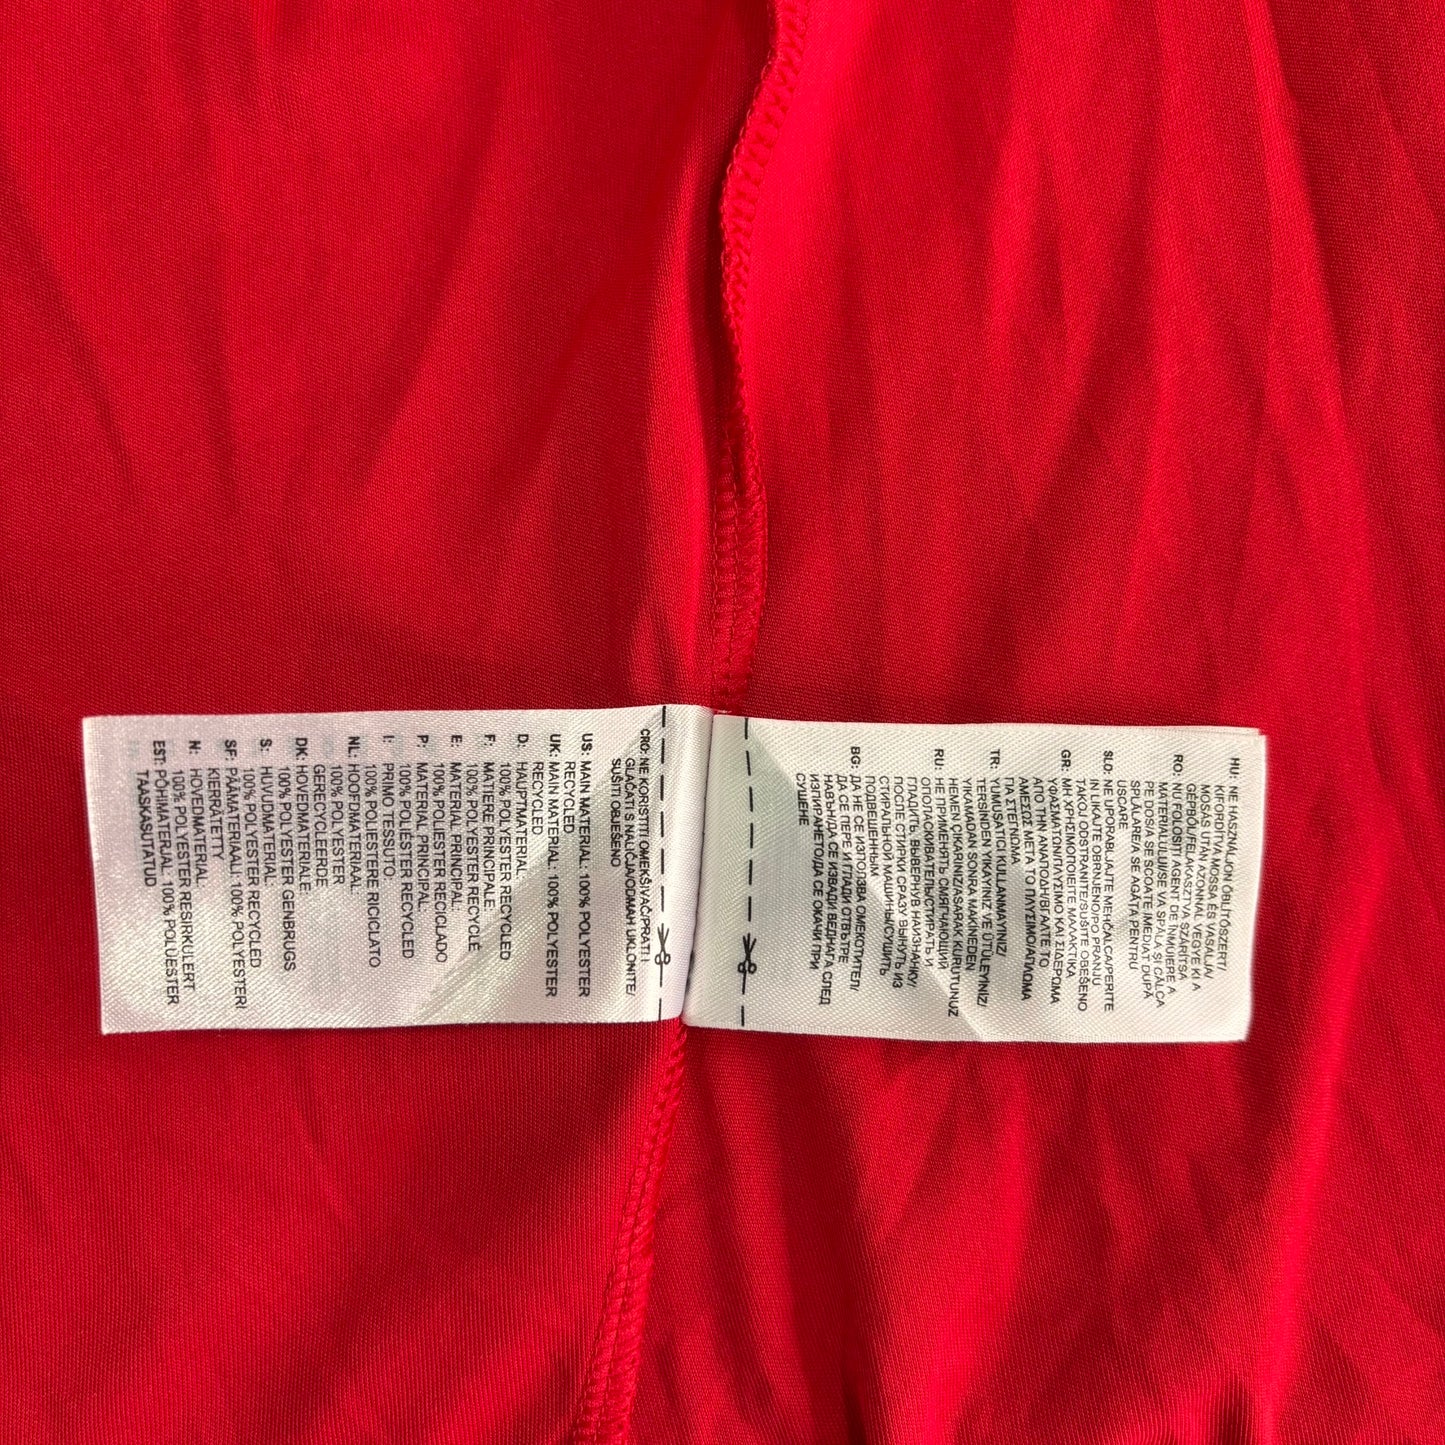 HU: NE HASZNÁLJON ÖBLÍTŐSZERT/
KIFORDÍTVA MOSSA ÉS VASALJA/
MOSÁS UTÁN AZONNAL VEGYE KI A
GÉPBŐL/FELAKASZTVA SZÁRÍTSA
RO: NU FOLOSIȚI AGENT DE ÎNMUIERE A
MATERIALULUI/SE VA SPĂLA ȘI CĂLCA
PE DOS/A SE SCOATE IMEDIAT DUPĂ
SPĂLARE/A SE AGĂȚA PENTRU
USCARE
SLO: NE UPORABLJAJTE MEHČALCA/PERITE
IN LIKAJTE OBRNJENO/PO PRANJU
TAKOJ ODSTRANITE/SUŠITE OBEŠENO
GR: ΜΗ ΧΡΗΣΙΜΟΠΟΙΕΙΤΕ ΜΑΛΑΚΤΙΚΑ
ΥΦΑΣΜΑΤΩΝ/ΠΛΥΣΙΜΟ ΚΑΙ ΣΙΔΕΡΩΜΑ
ΑΠΟ ΤΗΝ ΑΝΑΠΟΔΗ/ΒΓΑΛΤΕ ΤΟ
ΑΜΕΣΩΣ ΜΕΤΑ ΤΟ ΠΛΥΣΙΜΟ/ΑΠΛΩΜΑ
ΓΙΑ ΣΤΕΓΝΩΜΑ
TR: YUMUŞATICI KULLANMAYINIZ/
TERSİNDEN YIKAYINIZ VE ÜTÜLEYİNİZ/
YIKAMADAN SONRA MAKİNEDEN
HEMEN ÇIKARINIZ/ASARAK KURUTUNUZ
RU: НЕ ПРИМЕНЯТЬ СМЯГЧАЮЩИЙ
ОПОЛАСКИВАТЕЛЬ/СТИРАТЬ И
ГЛАДИТЬ, ВЫВЕРНУВ НАИЗНАНКУ/
ПОСЛЕ СТИРКИ СРАЗУ ВЫНУТЬ ИЗ
СТИРАЛЬНОЙ МАШИНЫ/СУШИТЬ
ПОДВЕШЕННЫМ
BG: ДА НЕ СЕ ИЗПОЛЗВА ОМЕКОТИТЕЛ/
ДА СЕ ПЕРЕ И ГЛАДИ ОТВЪТРЕ
НАВЪН/ДА СЕ ИЗВАДИ ВЕДНАГА СЛЕД
ИЗПИРАНЕТО/ДА СЕ ОКАЧИ ПРИ
СУШЕНЕ
CRO: NE KORISTITI OMEKŠIVAČ/PRATI I
GLAČATI S NALIČJA/ODMAH UKLONITE/
SUŠITI OBJEŠENO
US: MAIN MATERIAL: 100% POLYESTER
RECYCLED
UK: MAIN MATERIAL: 100% POLYESTER
RECYCLED
D: HAUPTMATERIAL:
100% POLYESTER RECYCLED
F: MATIERE PRINCIPALE:
100% POLYESTER RECYCLÉ
E: MATERIAL PRINCIPAL:
100% POLIÉSTER RECICLADO
P: MATERIAL PRINCIPAL:
100% POLIÉSTER RECYCLED
I: PRIMO TESSUTO:
100% POLIESTERE RICICLATO
NL: HOOFDMATERIAAL:
100% POLYESTER
GERECYCLEERDE
DK: HOVEDMATERIALE:
100% POLYESTER GENBRUGS
S: HUVUDMATERIAL:
100% POLYESTER RECYCLED
SF: PÄÄMATERIAALI: 100% POLYESTERI
KIERRÄTETTY
N: HOVEDMATERIAL:
100% POLYESTER RESIRKULERT
EST: PÕHIMATERJAL: 100% POLÜESTER
TAASKASUTATUD